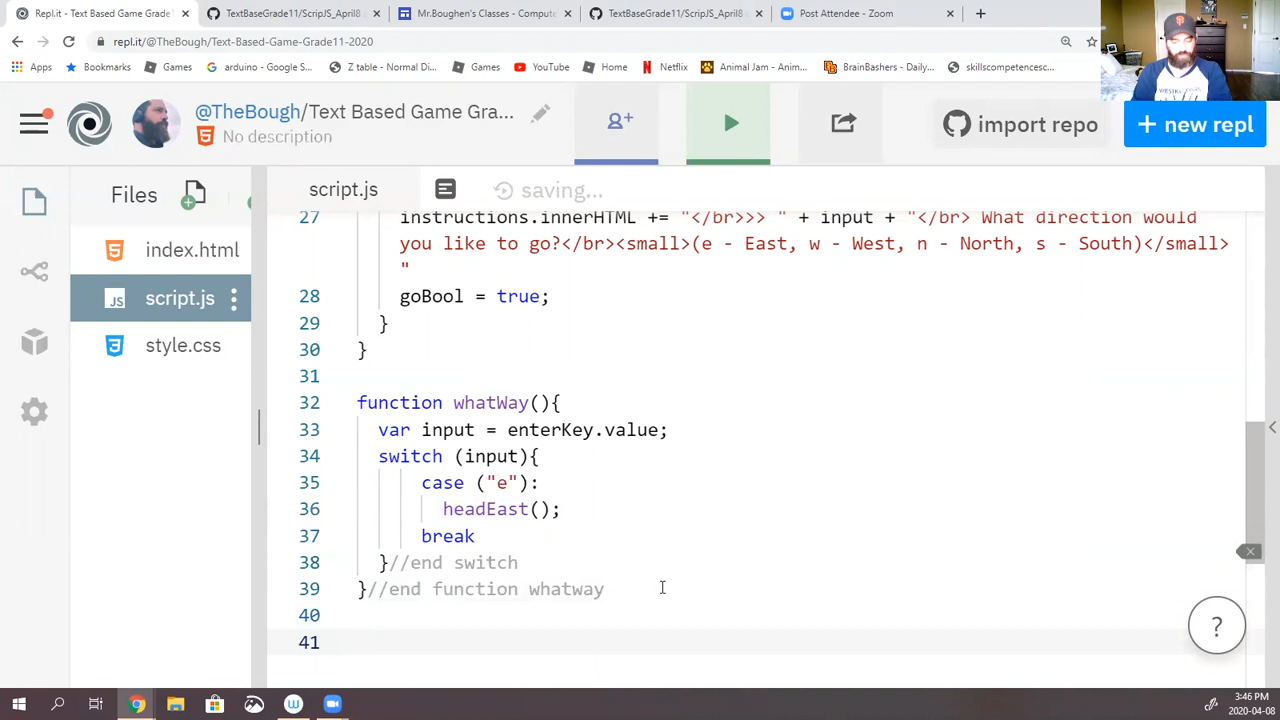 Repl.it - Text Based Game Grade1
TextBaseGrade11/ScripJS_April8
Mr.Boughen's Classes - Compute
TextBaseGrade11/ScripJS_April8
Post Attendee - Zoom
repl.it/@TheBough/Text-Based-Game-Grade11-2020
Apps
Bookmarks
Games
arduino - Google S...
Z table - Normal Di...
Games
YouTube
Home
Netflix
Animal Jam - Anim...
BrainBashers - Daily...
skillscompetencesc...
@TheBough/Text Based Game Gra...
No description
import repo
+ new repl
Files
script.js
saving...
index.html
script.js
style.css
27 instructions.innerHTML += "</br>>> " + input + "</br> What direction would
you like to go?</br><small>(e - East, w - West, n - North, s - South)</small>
"
28 goBool = true;
29 }
30 }
31
32 function whatWay(){
33 var input = enterKey.value;
34 switch (input){
35 case ("e"):
36 headEast();
37 break
38 }//end switch
39 }//end function whatway
40
41
?
3:46 PM
2020-04-08